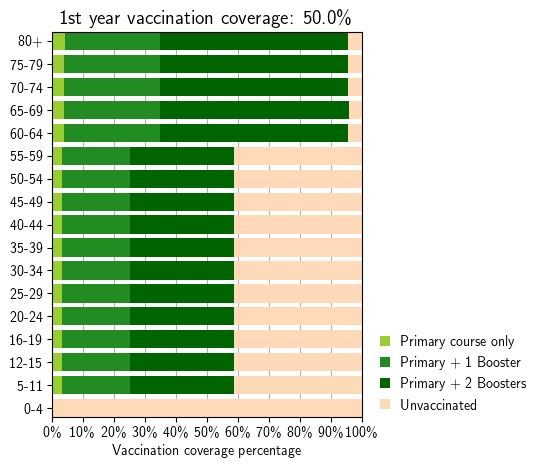 1st year vaccination coverage: 50.0%
80+
75-79
70-74
65-69
60-64
55-59
50-54
45-49
40-44
35-39
30-34
25-29
20-24
16-19
12-15
5-11
0-4
0% 10% 20% 30% 40% 50% 60% 70% 80% 90% 100%
Vaccination coverage percentage
Primary course only
Primary + 1 Booster
Primary + 2 Boosters
Unvaccinated